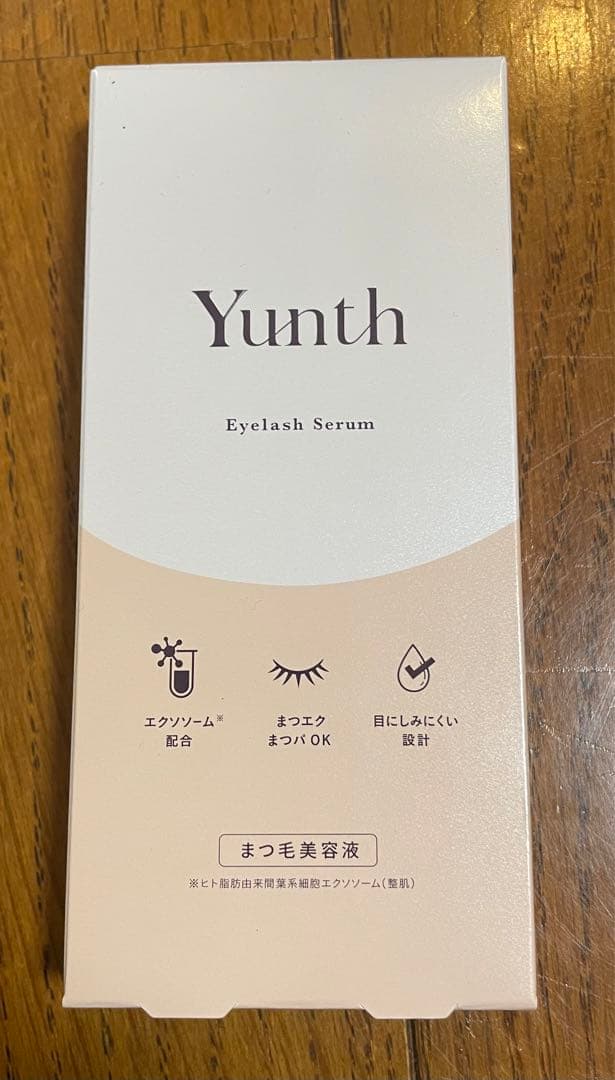 Yunth
Eyelash Serum
エクソソーム※
配合
まつエク
まつパ OK
目にしみにくい
設計
まつ毛美容液
※ヒト脂肪由来間葉系細胞エクソソーム(整肌)